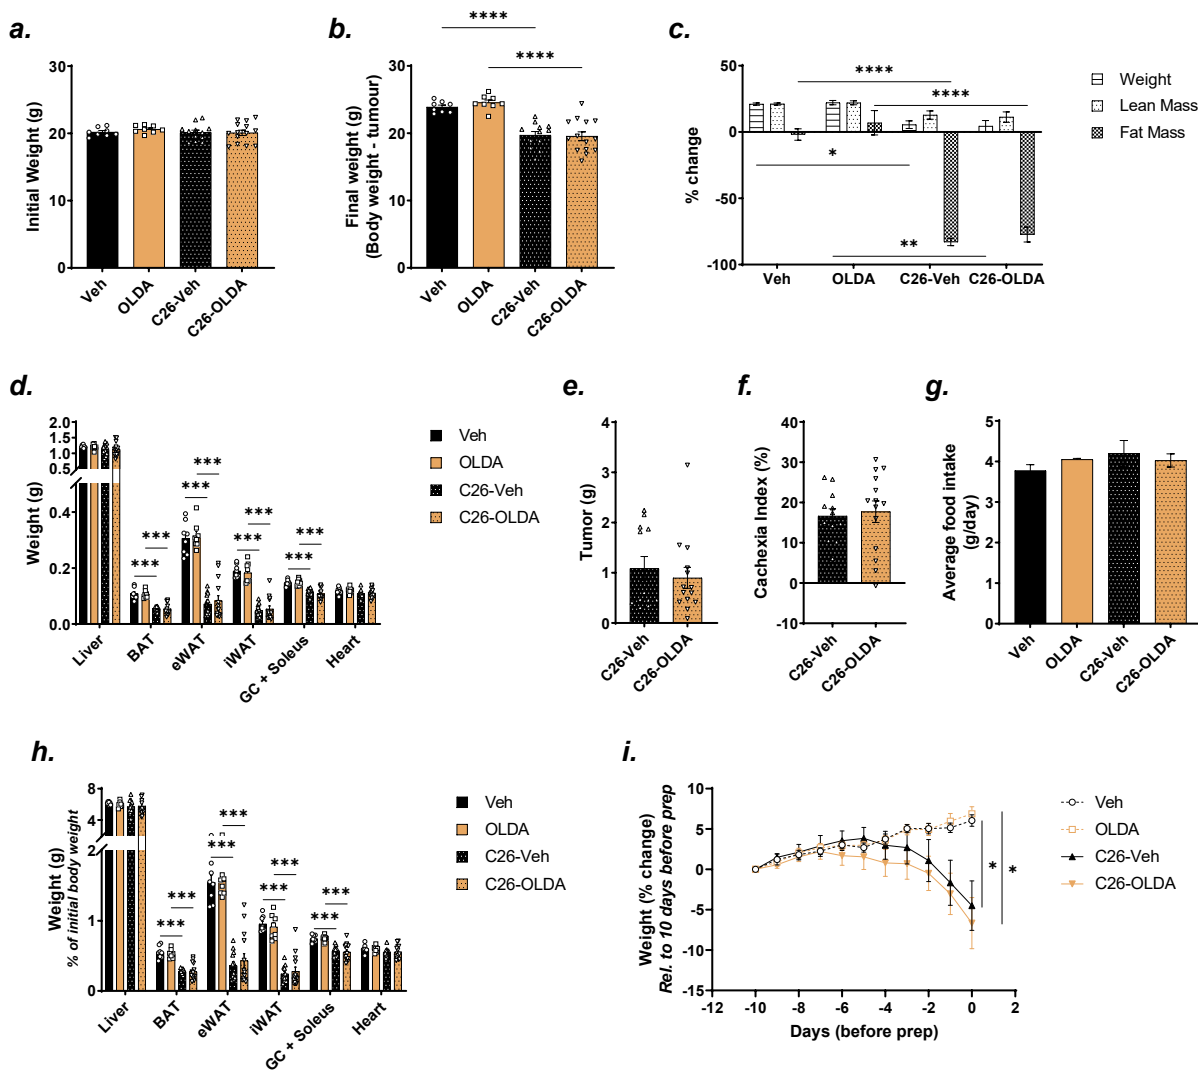 a.
30
20
10
0
Initial Weight (g)
Veh
OLDA
C26-Veh
C26-OLDA
b.
****
****
30
20
10
0
Final weight (g)
(Body weight - tumour)
Veh
OLDA
C26-Veh
C26-OLDA
c.
50
0
-50
-100
% change
****
****
*
**
Veh
OLDA
C26-Veh
C26-OLDA
Weight
Lean Mass
Fat Mass
d.
2.0
1.5
1.0
0.5
0.4
0.2
0.0
Weight (g)
***
***
***
***
***
***
***
***
Liver
BAT
eWAT
iWAT
GC + Soleus
Heart
Veh
OLDA
C26-Veh
C26-OLDA
e.
4
3
2
1
0
Tumor (g)
C26-Veh
C26-OLDA
f.
40
30
20
10
0
-10
Cachexia Index (%)
C26-Veh
C26-OLDA
g.
5
4
3
2
1
0
Average food intake
(g/day)
Veh
OLDA
C26-Veh
C26-OLDA
h.
8
6
4
2
1
0
Weight (g)
% of initial body weight
***
***
***
***
***
***
***
***
Liver
BAT
eWAT
iWAT
GC + Soleus
Heart
Veh
OLDA
C26-Veh
C26-OLDA
i.
10
5
0
-5
-10
-15
Weight (% change)
Rel. to 10 days before prep
-12
-10
-8
-6
-4
-2
0
2
Days (before prep)
*
*
Veh
OLDA
C26-Veh
C26-OLDA